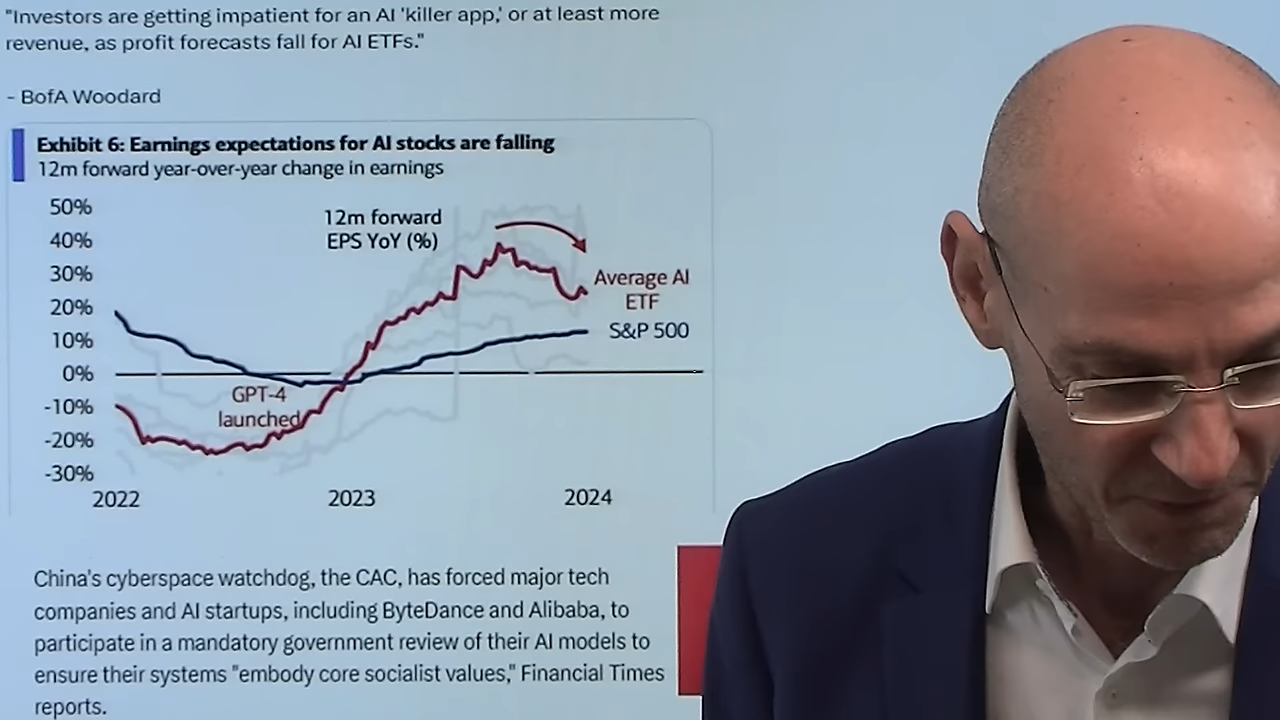 "Investors are getting impatient for an AI 'killer app,' or at least more
revenue, as profit forecasts fall for AI ETFs."
- BofA Woodard
Exhibit 6: Earnings expectations for AI stocks are falling
12m forward year-over-year change in earnings
50%
40%
30%
20%
10%
0%
-10%
-20%
-30%
12m forward
EPS YoY (%)
Average AI
ETF
S&P 500
GPT-4
launched
2022
2023
2024
China's cyberspace watchdog, the CAC, has forced major tech
companies and AI startups, including ByteDance and Alibaba, to
participate in a mandatory government review of their AI models to
ensure their systems "embody core socialist values," Financial Times
reports.